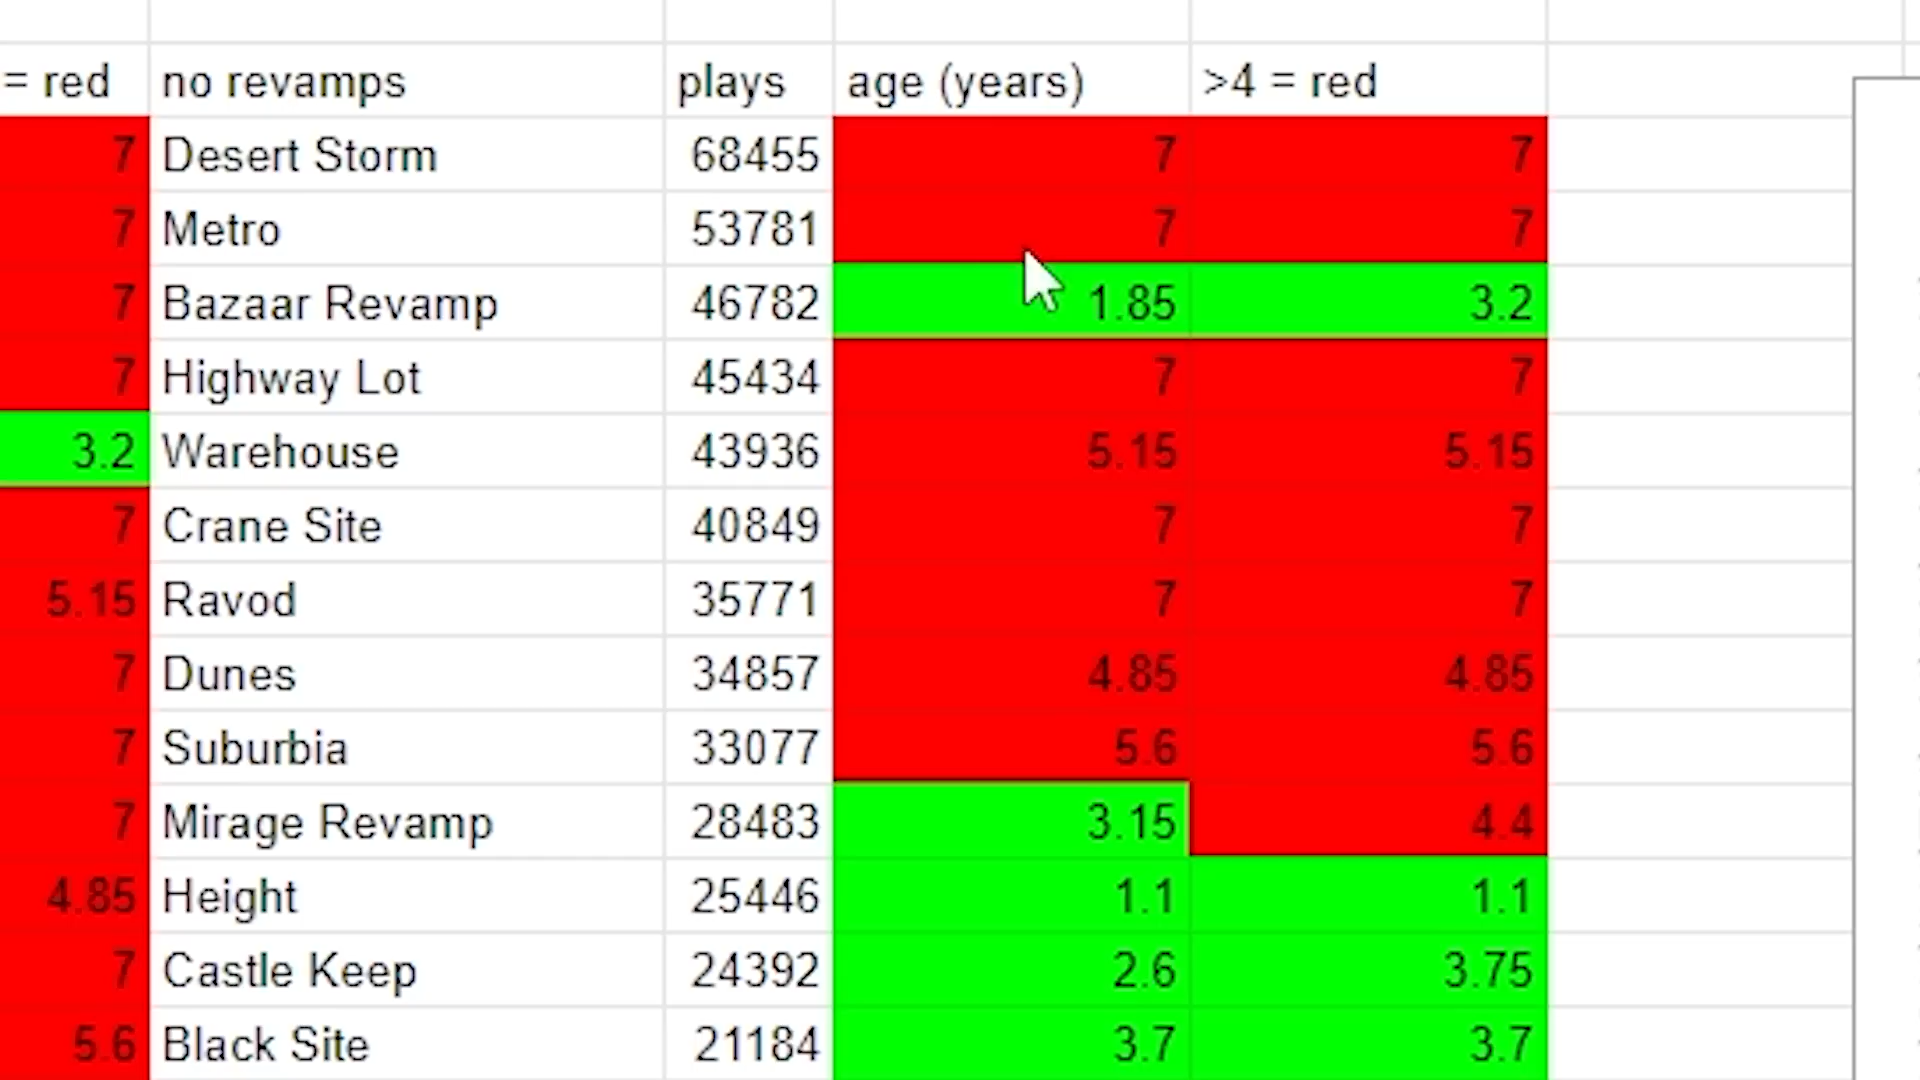 = red no revamps plays age (years) >4 = red
7 Desert Storm 68455 7 7
7 Metro 53781 7 7
7 Bazaar Revamp 46782 1.85 3.2
7 Highway Lot 45434 7 7
3.2 Warehouse 43936 5.15 5.15
7 Crane Site 40849 7 7
5.15 Ravod 35771 7 7
7 Dunes 34857 4.85 4.85
7 Suburbia 33077 5.6 5.6
7 Mirage Revamp 28483 3.15 4.4
4.85 Height 25446 1.1 1.1
7 Castle Keep 24392 2.6 3.75
5.6 Black Site 21184 3.7 3.7